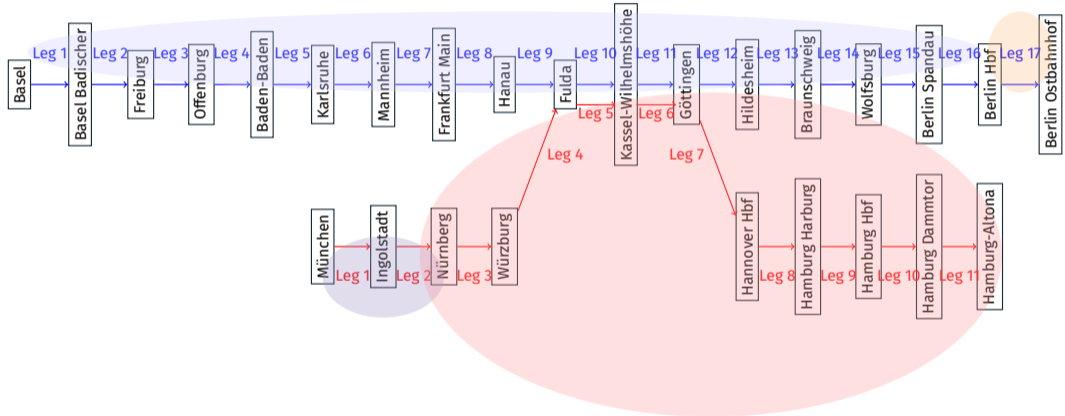 Leg 1
Leg 2
Leg 3
Leg 4
Leg 5
Leg 6
Leg 7
Leg 8
Leg 9
Leg 10
Leg 11
Leg 12
Leg 13
Leg 14
Leg 15
Leg 16
Leg 17
Basel
Basel Badischer
Freiburg
Offenburg
Baden-Baden
Karlsruhe
Mannheim
Frankfurt Main
Hanau
Fulda
Kassel-Wilhelmshöhe
Göttingen
Hildesheim
Braunschweig
Wolfsburg
Berlin Spandau
Berlin Hbf
Berlin Ostbahnhof
Leg 5
Leg 6
Leg 4
Leg 7
München
Ingolstadt
Nürnberg
Würzburg
Hannover Hbf
Hamburg Harburg
Hamburg Hbf
Hamburg Dammtor
Hamburg-Altona
Leg 1
Leg 2
Leg 3
Leg 8
Leg 9
Leg 10
Leg 11